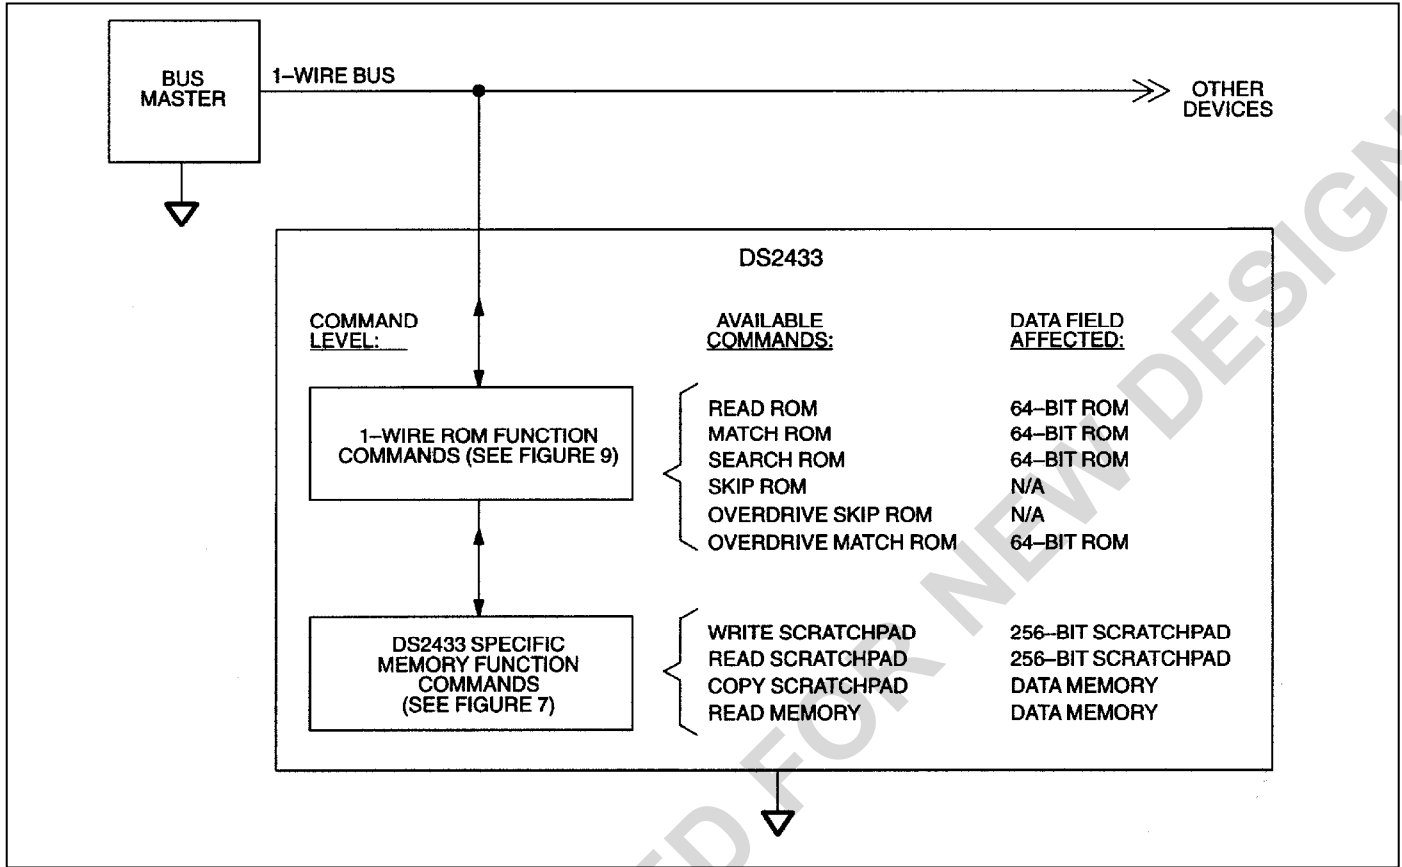 BUS
MASTER
1–WIRE BUS
OTHER
DEVICES
DS2433
COMMAND
LEVEL:
AVAILABLE
COMMANDS:
DATA FIELD
AFFECTED:
1–WIRE ROM FUNCTION
COMMANDS (SEE FIGURE 9)
READ ROM 64–BIT ROM
MATCH ROM 64–BIT ROM
SEARCH ROM 64–BIT ROM
SKIP ROM N/A
OVERDRIVE SKIP ROM N/A
OVERDRIVE MATCH ROM 64–BIT ROM
DS2433 SPECIFIC
MEMORY FUNCTION
COMMANDS
(SEE FIGURE 7)
WRITE SCRATCHPAD 256–BIT SCRATCHPAD
READ SCRATCHPAD 256–BIT SCRATCHPAD
COPY SCRATCHPAD DATA MEMORY
READ MEMORY DATA MEMORY
FOR NEW DESIGN